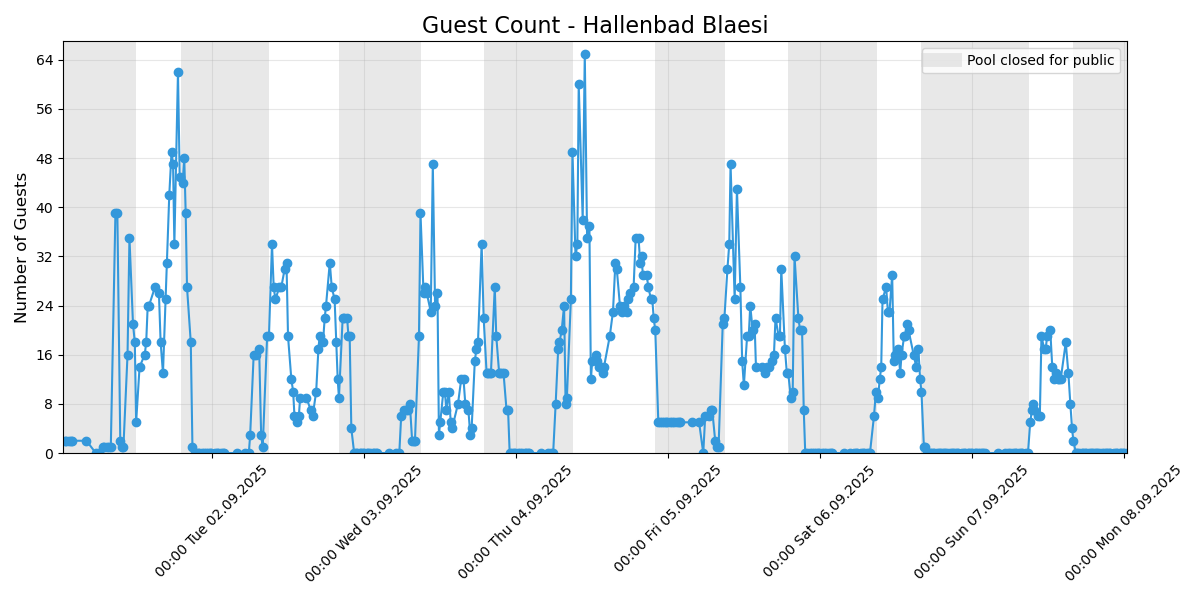 Guest Count - Hallenbad Blaesi
Pool closed for public
Number of Guests
64
56
48
40
32
24
16
8
0
00:00 Tue 02.09.2025
00:00 Wed 03.09.2025
00:00 Thu 04.09.2025
00:00 Fri 05.09.2025
00:00 Sat 06.09.2025
00:00 Sun 07.09.2025
00:00 Mon 08.09.2025